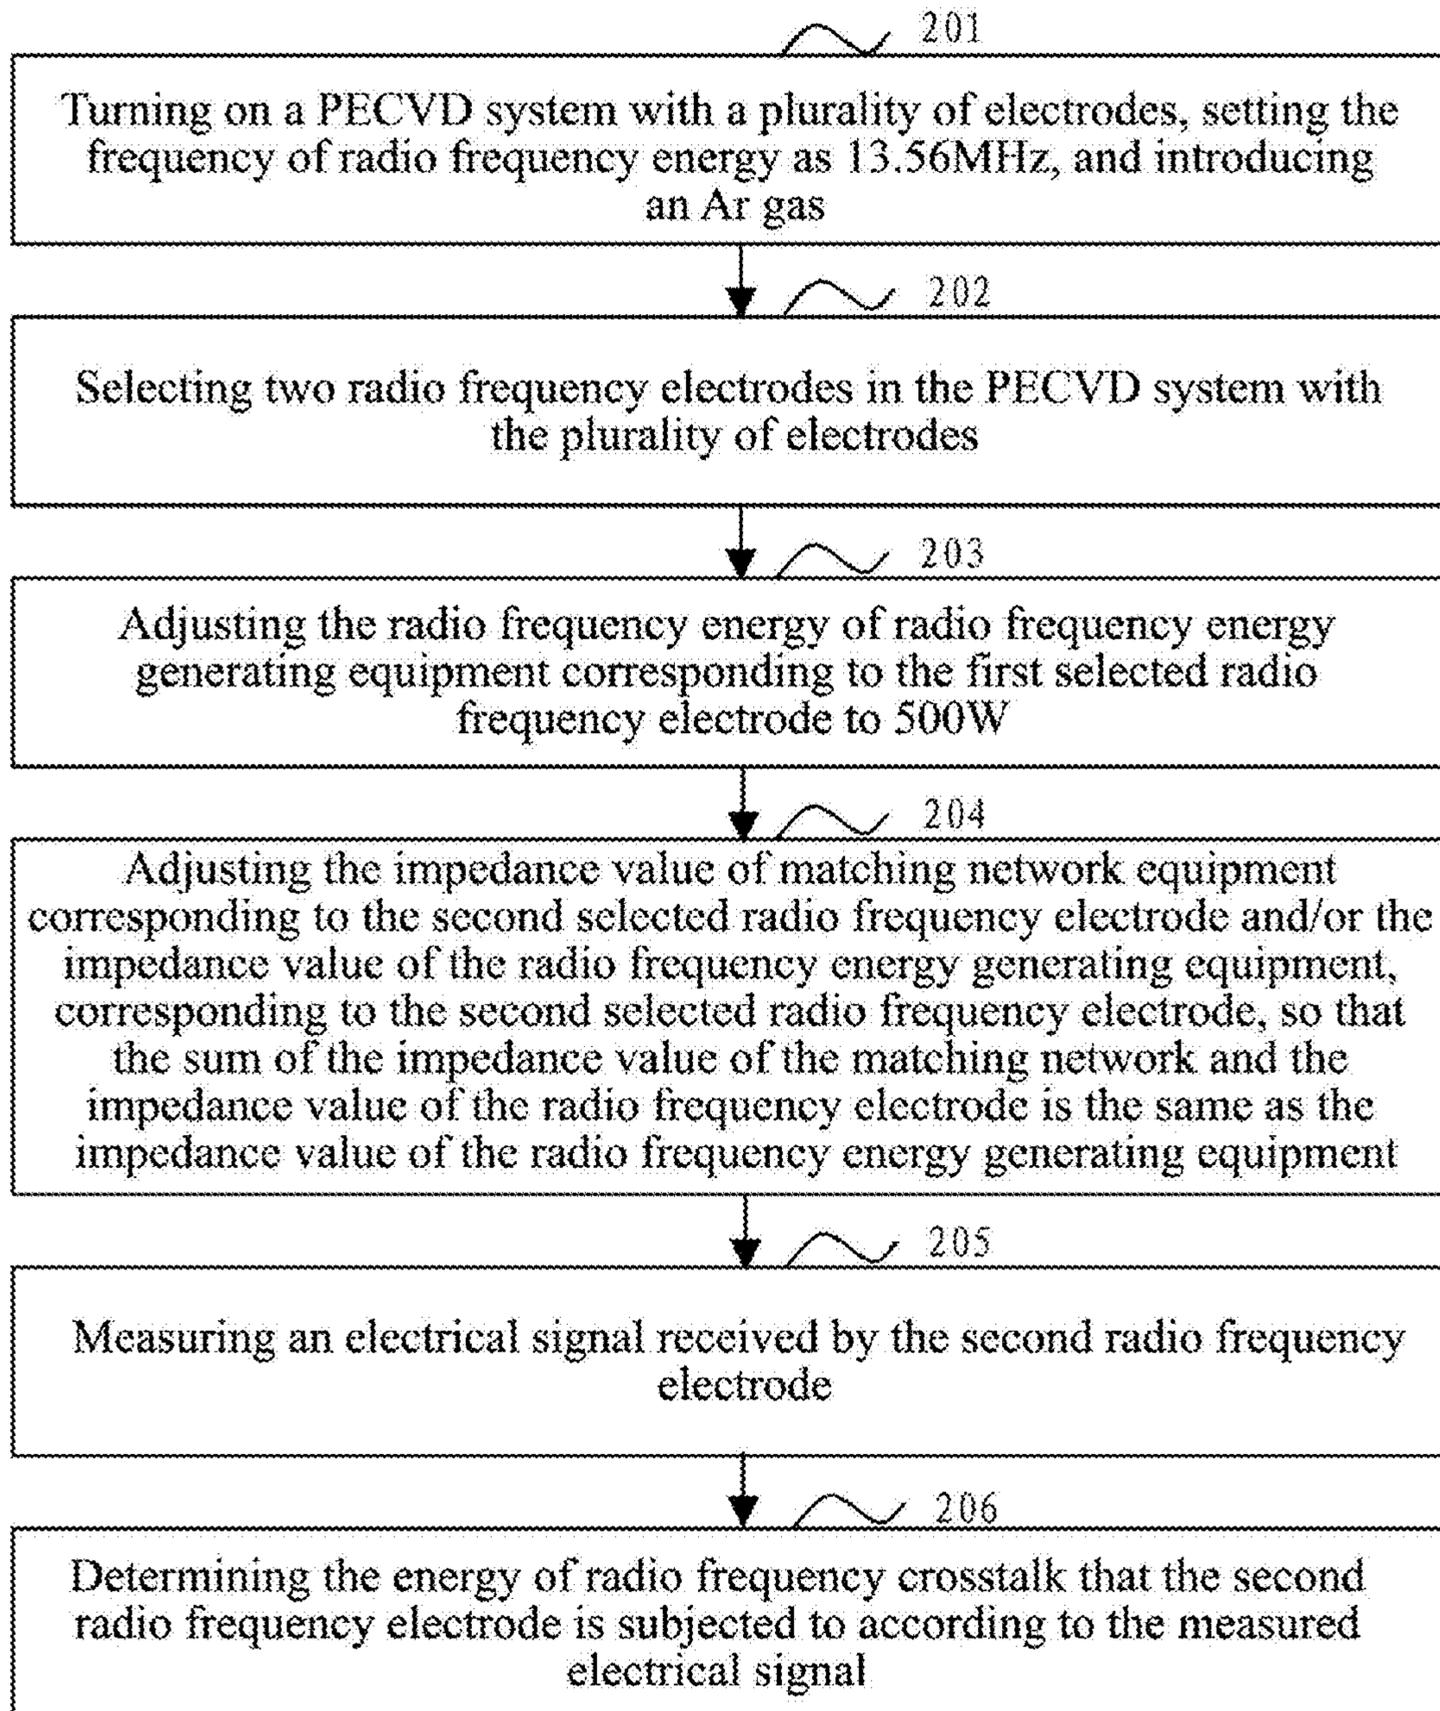 201
Turning on a PECVD system with a plurality of electrodes, setting the
frequency of radio frequency energy as 13.56MHz, and introducing
an Ar gas
202
Selecting two radio frequency electrodes in the PECVD system with
the plurality of electrodes
203
Adjusting the radio frequency energy of radio frequency energy
generating equipment corresponding to the first selected radio
frequency electrode to 500W
204
Adjusting the impedance value of matching network equipment
corresponding to the second selected radio frequency electrode and/or the
impedance value of the radio frequency energy generating equipment,
corresponding to the second selected radio frequency electrode, so that
the sum of the impedance value of the matching network and the
impedance value of the radio frequency electrode is the same as the
impedance value of the radio frequency energy generating equipment
205
Measuring an electrical signal received by the second radio frequency
electrode
206
Determining the energy of radio frequency crosstalk that the second
radio frequency electrode is subjected to according to the measured
electrical signal